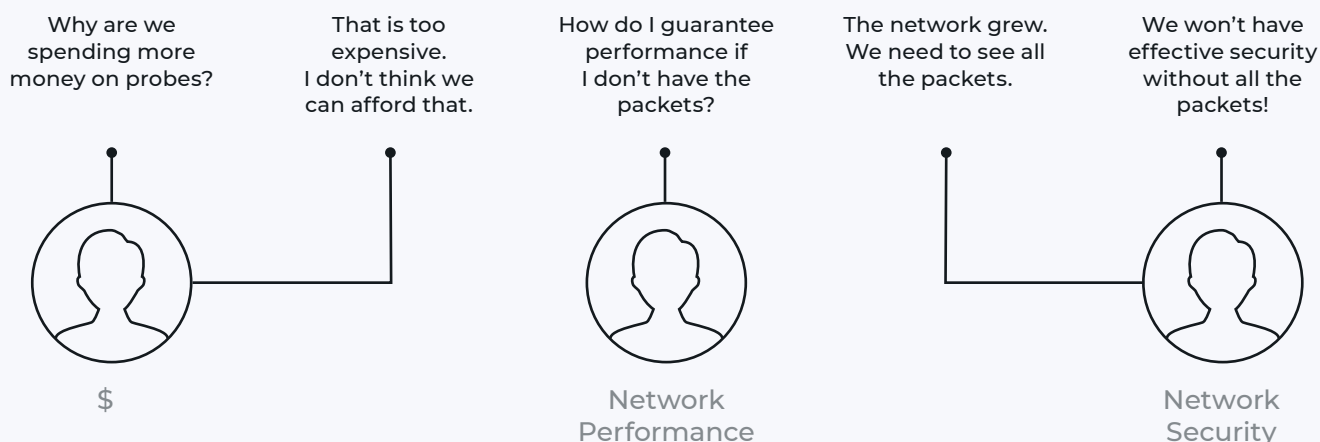 Why are we
spending more
money on probes?
That is too
expensive.
I don’t think we
can afford that.
How do I guarantee
performance if
I don’t have the
packets?
The network grew.
We need to see all
the packets.
We won’t have
effective security
without all the
packets!
$
Network
Performance
Network
Security